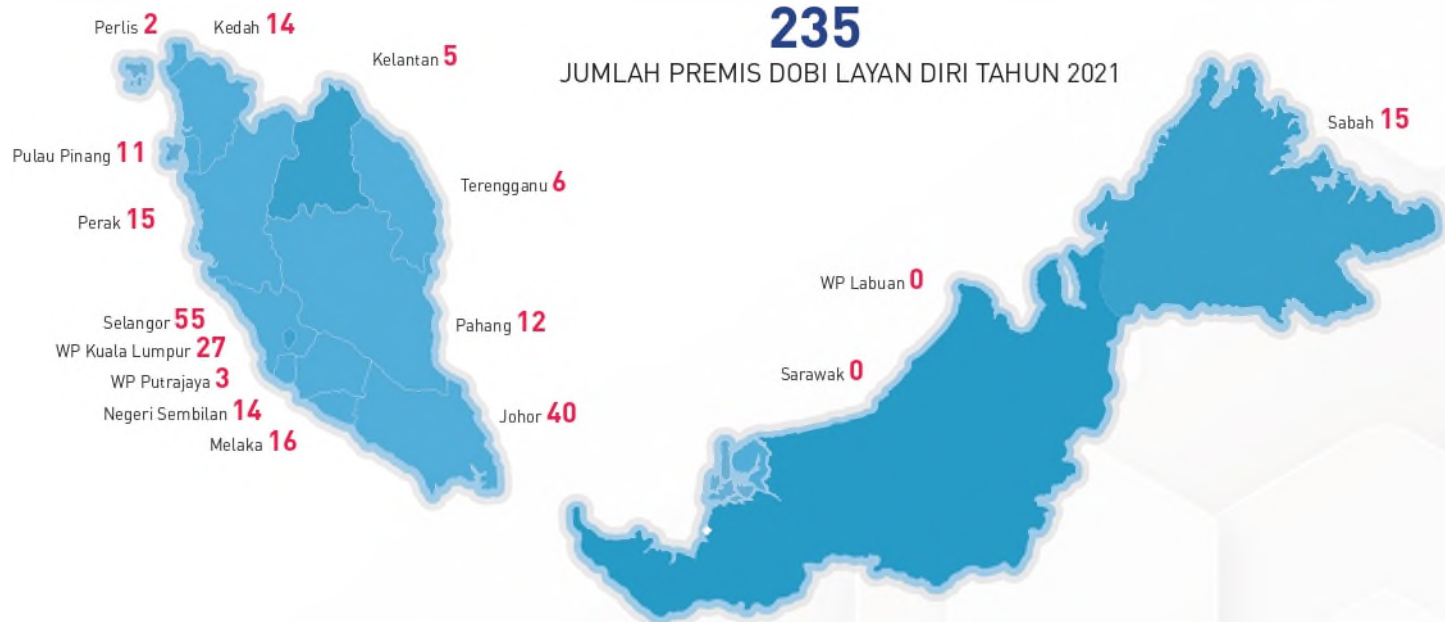 235
JUMLAH PREMIS DOBI LAYAN DIRI TAHUN 2021
Perlis 2
Kedah 14
Kelantan 5
Pulau Pinang 11
Terengganu 6
Perak 15
Selangor 55
Pahang 12
WP Kuala Lumpur 27
WP Putrajaya 3
Negeri Sembilan 14
Johor 40
Melaka 16
Sabah 15
WP Labuan 0
Sarawak 0